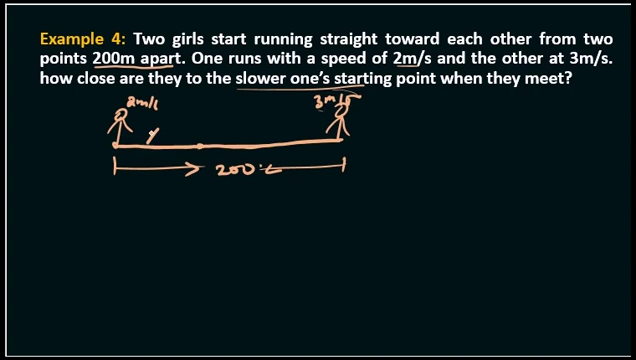 Example 4: Two girls start running straight toward each other from two
points 200m apart. One runs with a speed of 2m/s and the other at 3m/s.
how close are they to the slower one's starting point when they meet?
2m/s 3m/s
200